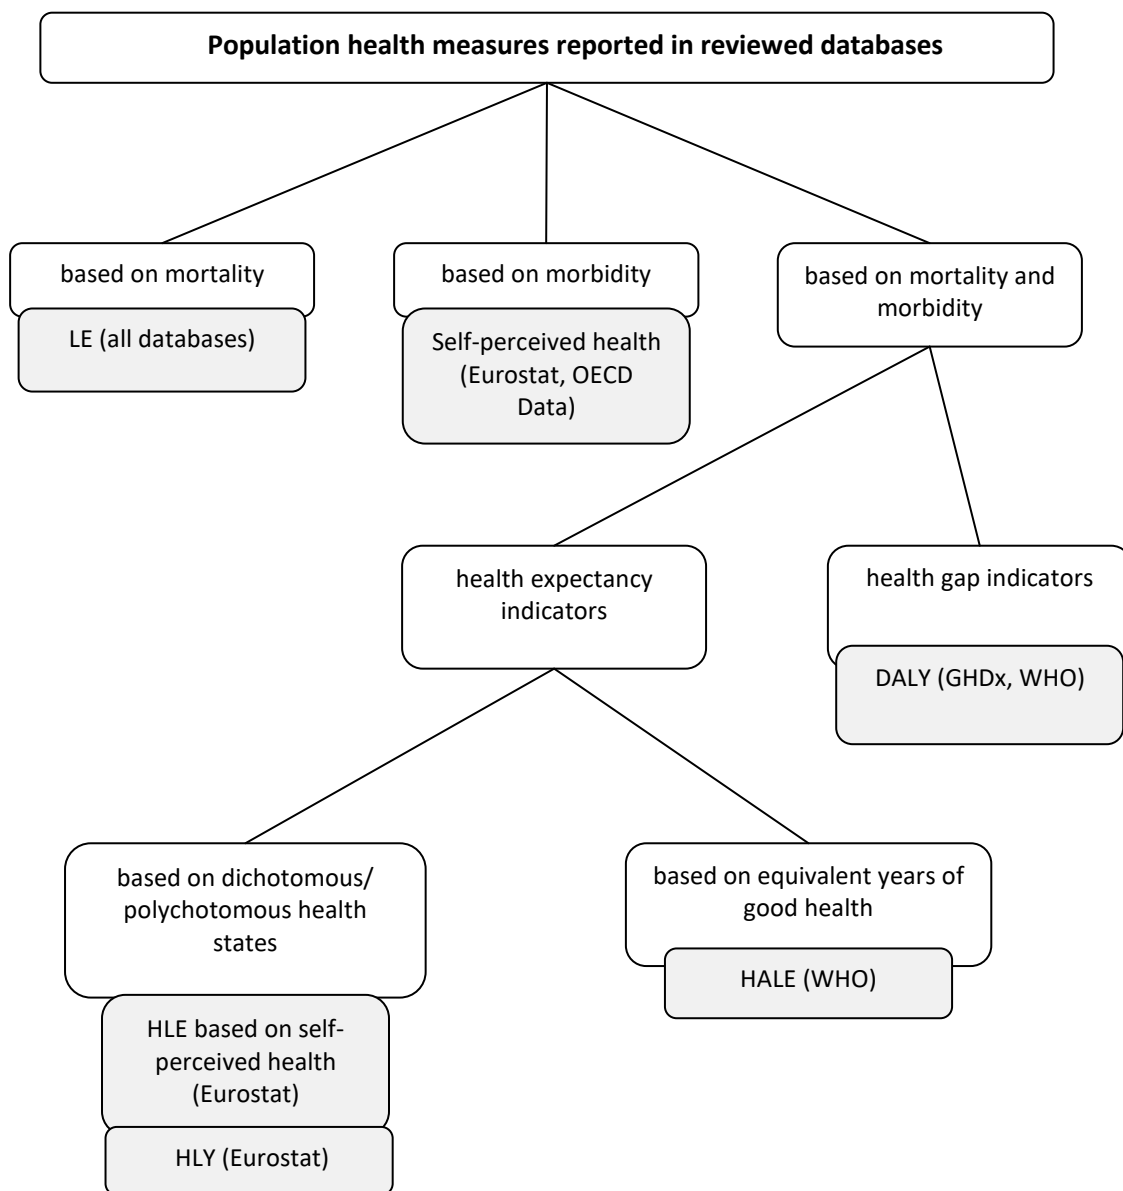 Population health measures reported in reviewed databases
based on mortality
LE (all databases)
based on morbidity
Self-perceived health
(Eurostat, OECD
Data)
based on mortality and
morbidity
health expectancy
indicators
health gap indicators
DALY (GHDx, WHO)
based on dichotomous/
polychotomous health
states
HLE based on self-
perceived health
(Eurostat)
HLY (Eurostat)
based on equivalent years of
good health
HALE (WHO)